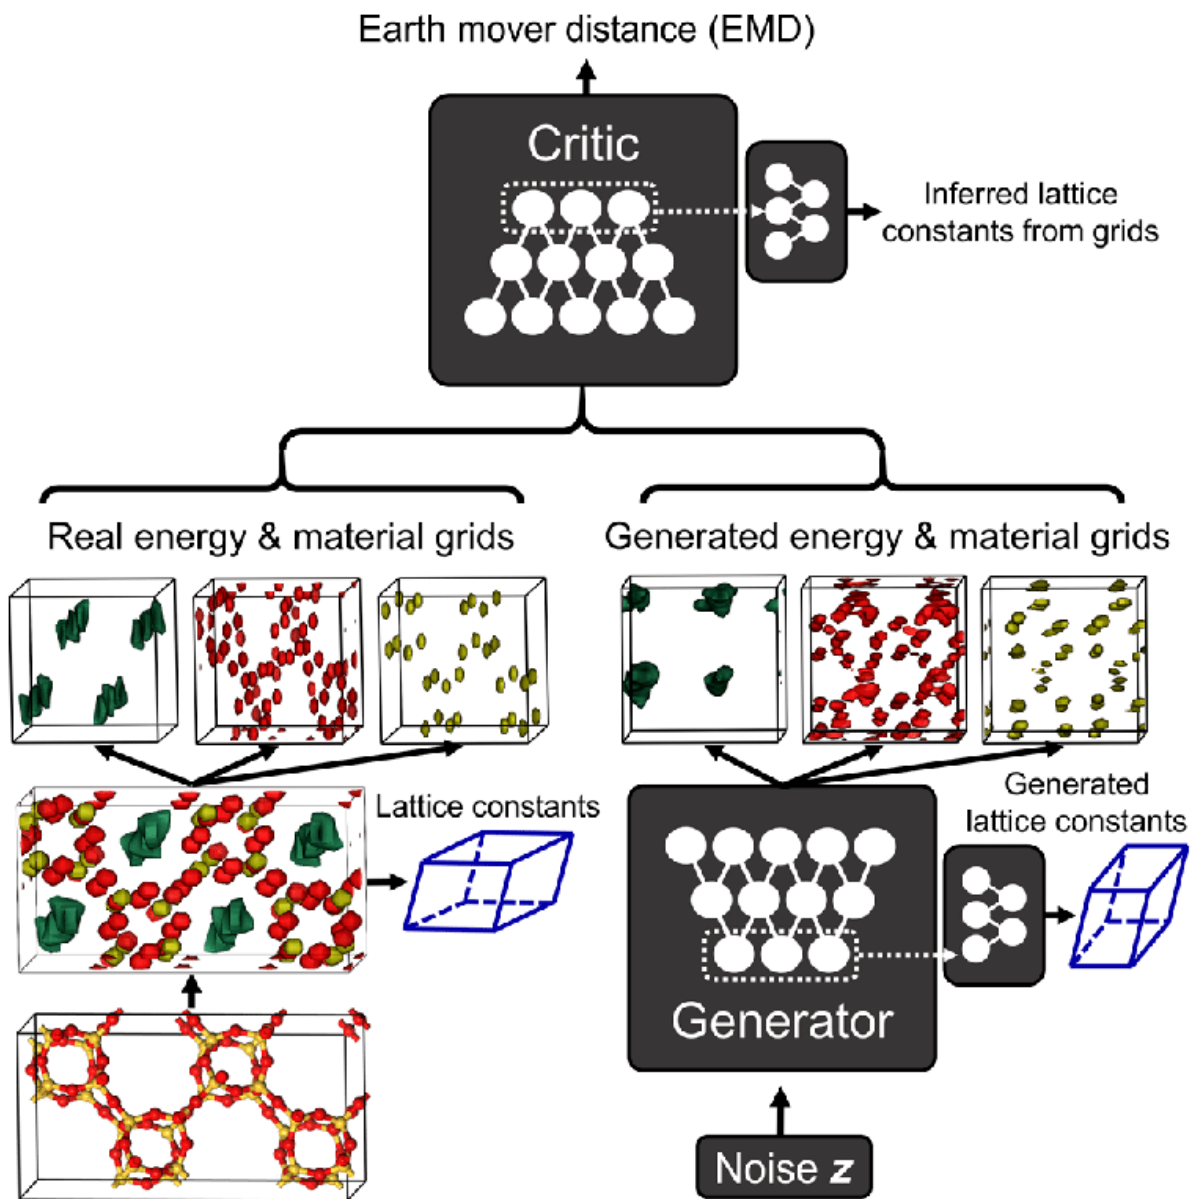 Earth mover distance (EMD)
Critic
Inferred lattice
constants from grids
Real energy & material grids
Generated energy & material grids
Lattice constants
Generated
lattice constants
Generator
Noise z